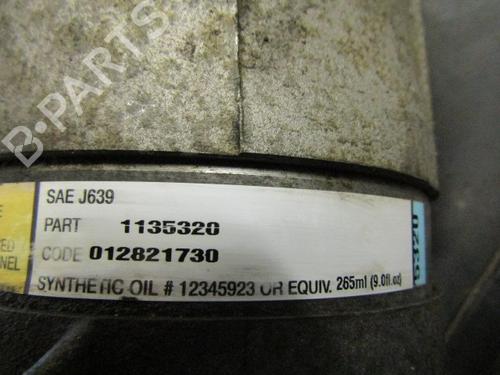 B-PARTS
SAE J639
PART 1135320
CODE 012821730
SYNTHETIC OIL # 12345923 OR EQUIV. 265ml (9.0fl.oz)